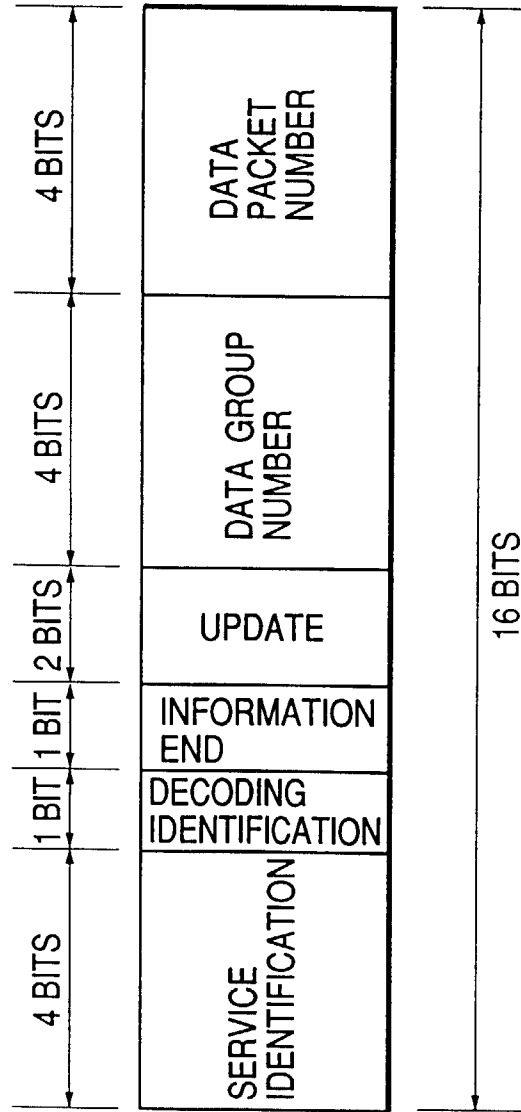 4 BITS
DATA
PACKET
NUMBER
4 BITS
DATA GROUP
NUMBER
2 BITS
UPDATE
1 BIT
INFORMATION
END
1 BIT
DECODING
IDENTIFICATION
4 BITS
SERVICE
IDENTIFICATION
16 BITS